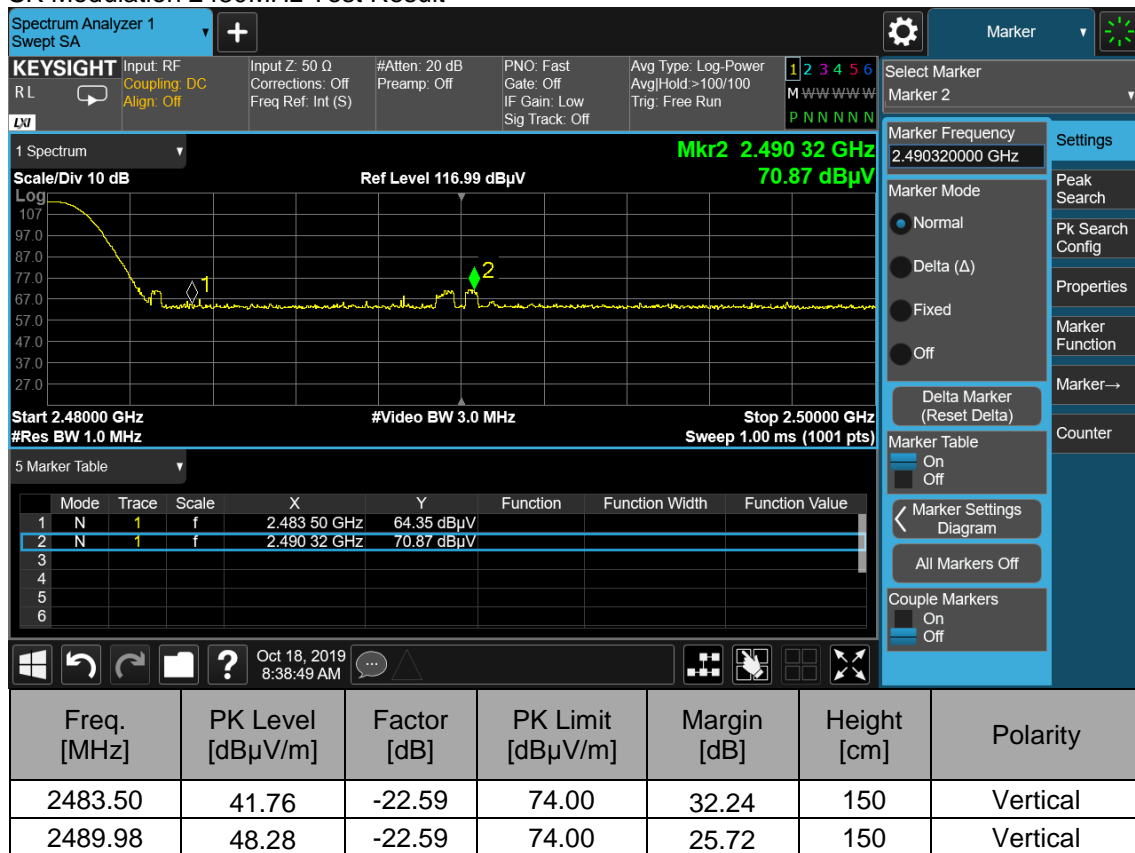 Spectrum Analyzer 1
Swept SA
+
Marker
KEYSIGHT
R L
LXI
Input: RF
Coupling: DC
Align: Off
Input Z: 50 Ω
Corrections: Off
Freq Ref: Int (S)
#Atten: 20 dB
Preamp: Off
PNO: Fast
Gate: Off
IF Gain: Low
Sig Track: Off
Avg Type: Log-Power
Avg|Hold:>100/100
Trig: Free Run
1 2 3 4 5 6
M W W W W W
P N N N N N
Select Marker
Marker 2
1 Spectrum
Scale/Div 10 dB
Ref Level 116.99 dBµV
Mkr2 2.490 32 GHz
70.87 dBµV
Log
107
97.0
87.0
77.0
67.0
57.0
47.0
37.0
27.0
1
2
Start 2.48000 GHz
#Video BW 3.0 MHz
Stop 2.50000 GHz
#Res BW 1.0 MHz
Sweep 1.00 ms (1001 pts)
Marker Frequency
2.490320000 GHz
Marker Mode
Normal
Delta (Δ)
Fixed
Off
Delta Marker
(Reset Delta)
Marker Table
On
Off
Marker Settings
Diagram
All Markers Off
Couple Markers
On
Off
Settings
Peak
Search
Pk Search
Config
Properties
Marker
Function
Marker→
Counter
5 Marker Table
Mode Trace Scale X Y Function Function Width Function Value
1 N 1 f 2.483 50 GHz 64.35 dBµV
2 N 1 f 2.490 32 GHz 70.87 dBµV
3
4
5
6
?
Oct 18, 2019
8:38:49 AM
Freq. [MHz] PK Level [dBµV/m] Factor [dB] PK Limit [dBµV/m] Margin [dB] Height [cm] Polarity
2483.50 41.76 -22.59 74.00 32.24 150 Vertical
2489.98 48.28 -22.59 74.00 25.72 150 Vertical